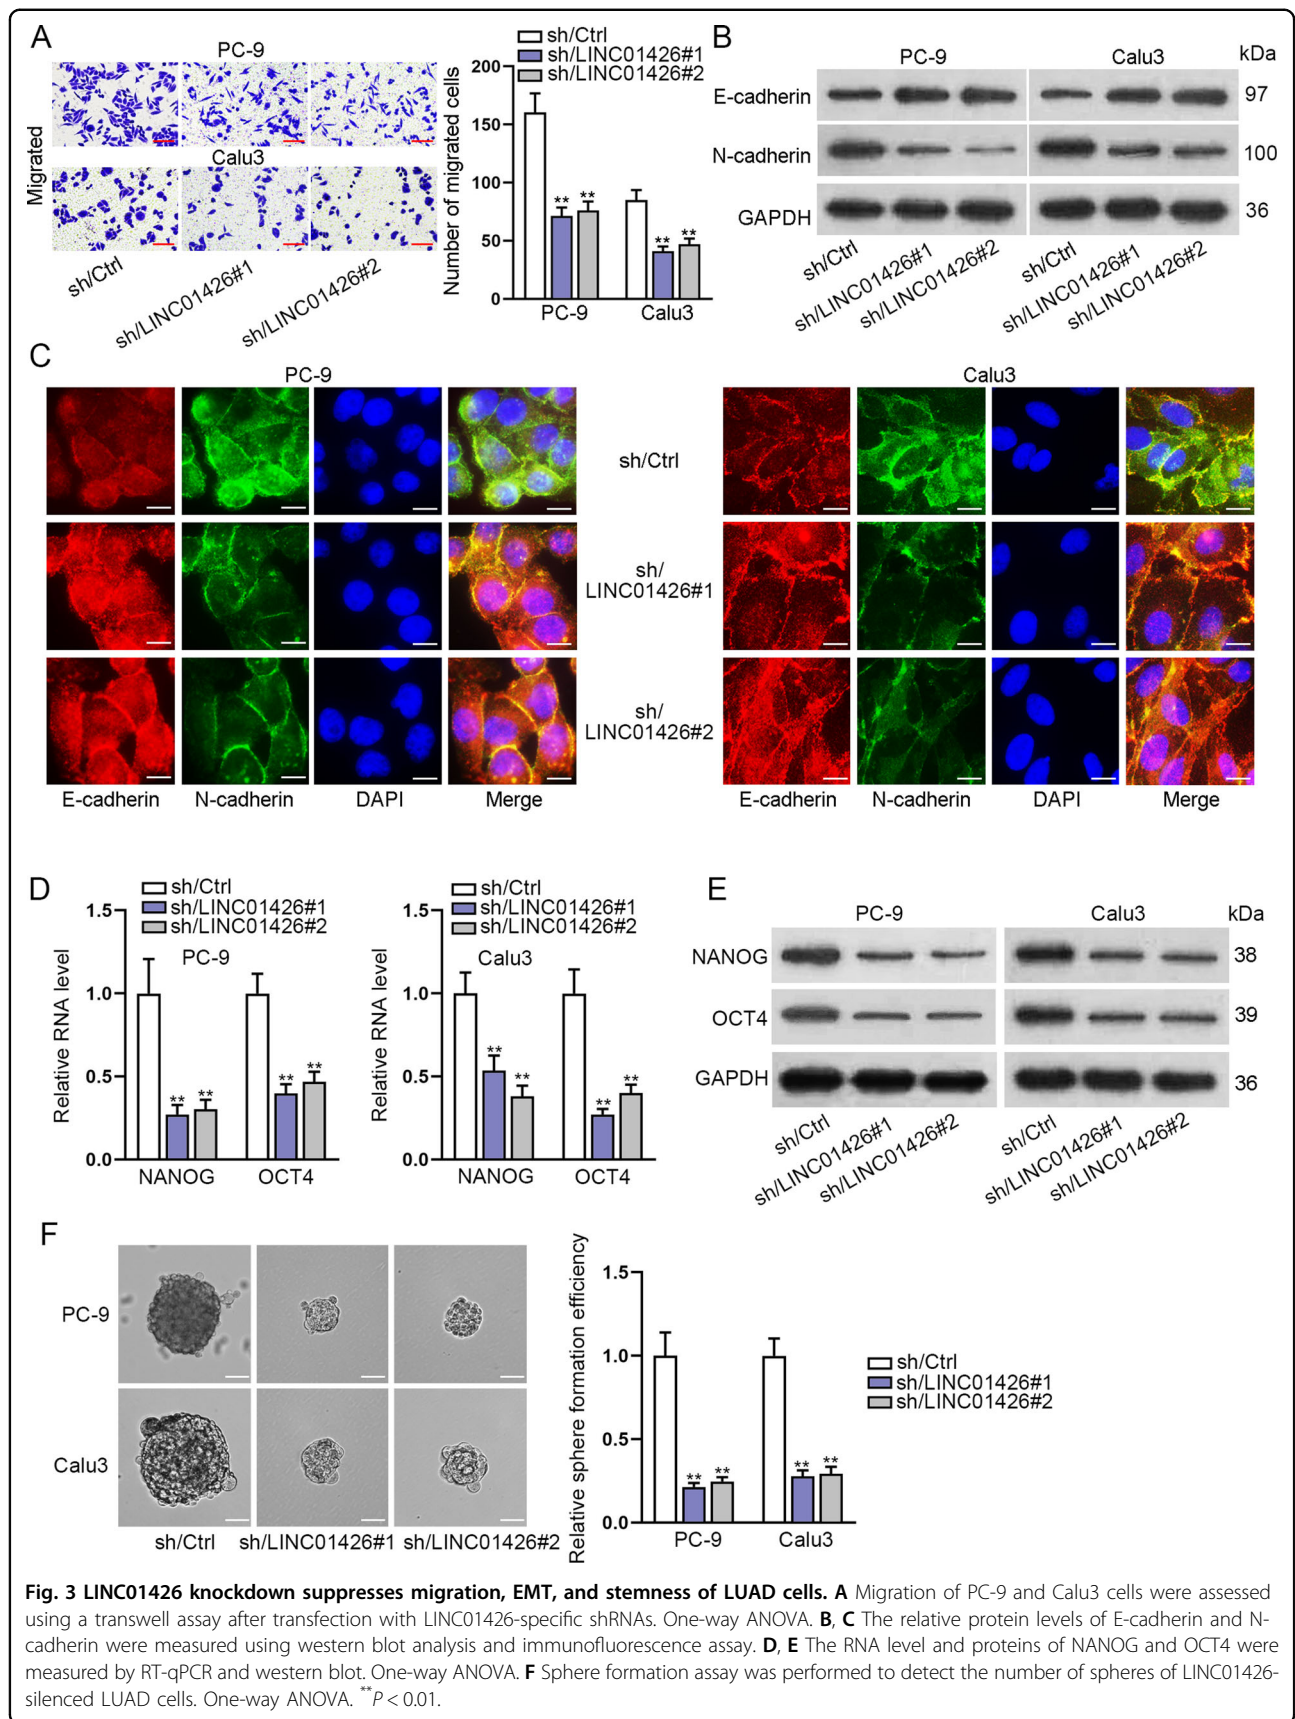 A
PC-9
Migrated
Calu3
sh/Ctrl
sh/LINC01426#1
sh/LINC01426#2
sh/Ctrl
sh/LINC01426#1
sh/LINC01426#2
Number of migrated cells
200
150
100
50
0
** **
** **
PC-9 Calu3
B
PC-9 Calu3 kDa
E-cadherin 97
N-cadherin 100
GAPDH 36
sh/Ctrl
sh/LINC01426#1
sh/LINC01426#2
sh/Ctrl
sh/LINC01426#1
sh/LINC01426#2
C
PC-9 Calu3
sh/Ctrl
sh/
LINC01426#1
sh/
LINC01426#2
E-cadherin N-cadherin DAPI Merge
E-cadherin N-cadherin DAPI Merge
D
sh/Ctrl
sh/LINC01426#1
sh/LINC01426#2
PC-9
Relative RNA level
1.5
1.0
0.5
0.0
** **
** **
NANOG OCT4
sh/Ctrl
sh/LINC01426#1
sh/LINC01426#2
Calu3
Relative RNA level
1.5
1.0
0.5
0.0
** **
** **
NANOG OCT4
E
PC-9 Calu3 kDa
NANOG 38
OCT4 39
GAPDH 36
sh/Ctrl
sh/LINC01426#1
sh/LINC01426#2
sh/Ctrl
sh/LINC01426#1
sh/LINC01426#2
F
PC-9
Calu3
sh/Ctrl sh/LINC01426#1 sh/LINC01426#2
Relative sphere formation efficiency
1.5
1.0
0.5
0.0
** **
** **
PC-9 Calu3
sh/Ctrl
sh/LINC01426#1
sh/LINC01426#2
Fig. 3 LINC01426 knockdown suppresses migration, EMT, and stemness of LUAD cells. A Migration of PC-9 and Calu3 cells were assessed
using a transwell assay after transfection with LINC01426-specific shRNAs. One-way ANOVA. B, C The relative protein levels of E-cadherin and N-
cadherin were measured using western blot analysis and immunofluorescence assay. D, E The RNA level and proteins of NANOG and OCT4 were
measured by RT-qPCR and western blot. One-way ANOVA. F Sphere formation assay was performed to detect the number of spheres of LINC01426-
silenced LUAD cells. One-way ANOVA. **P < 0.01.